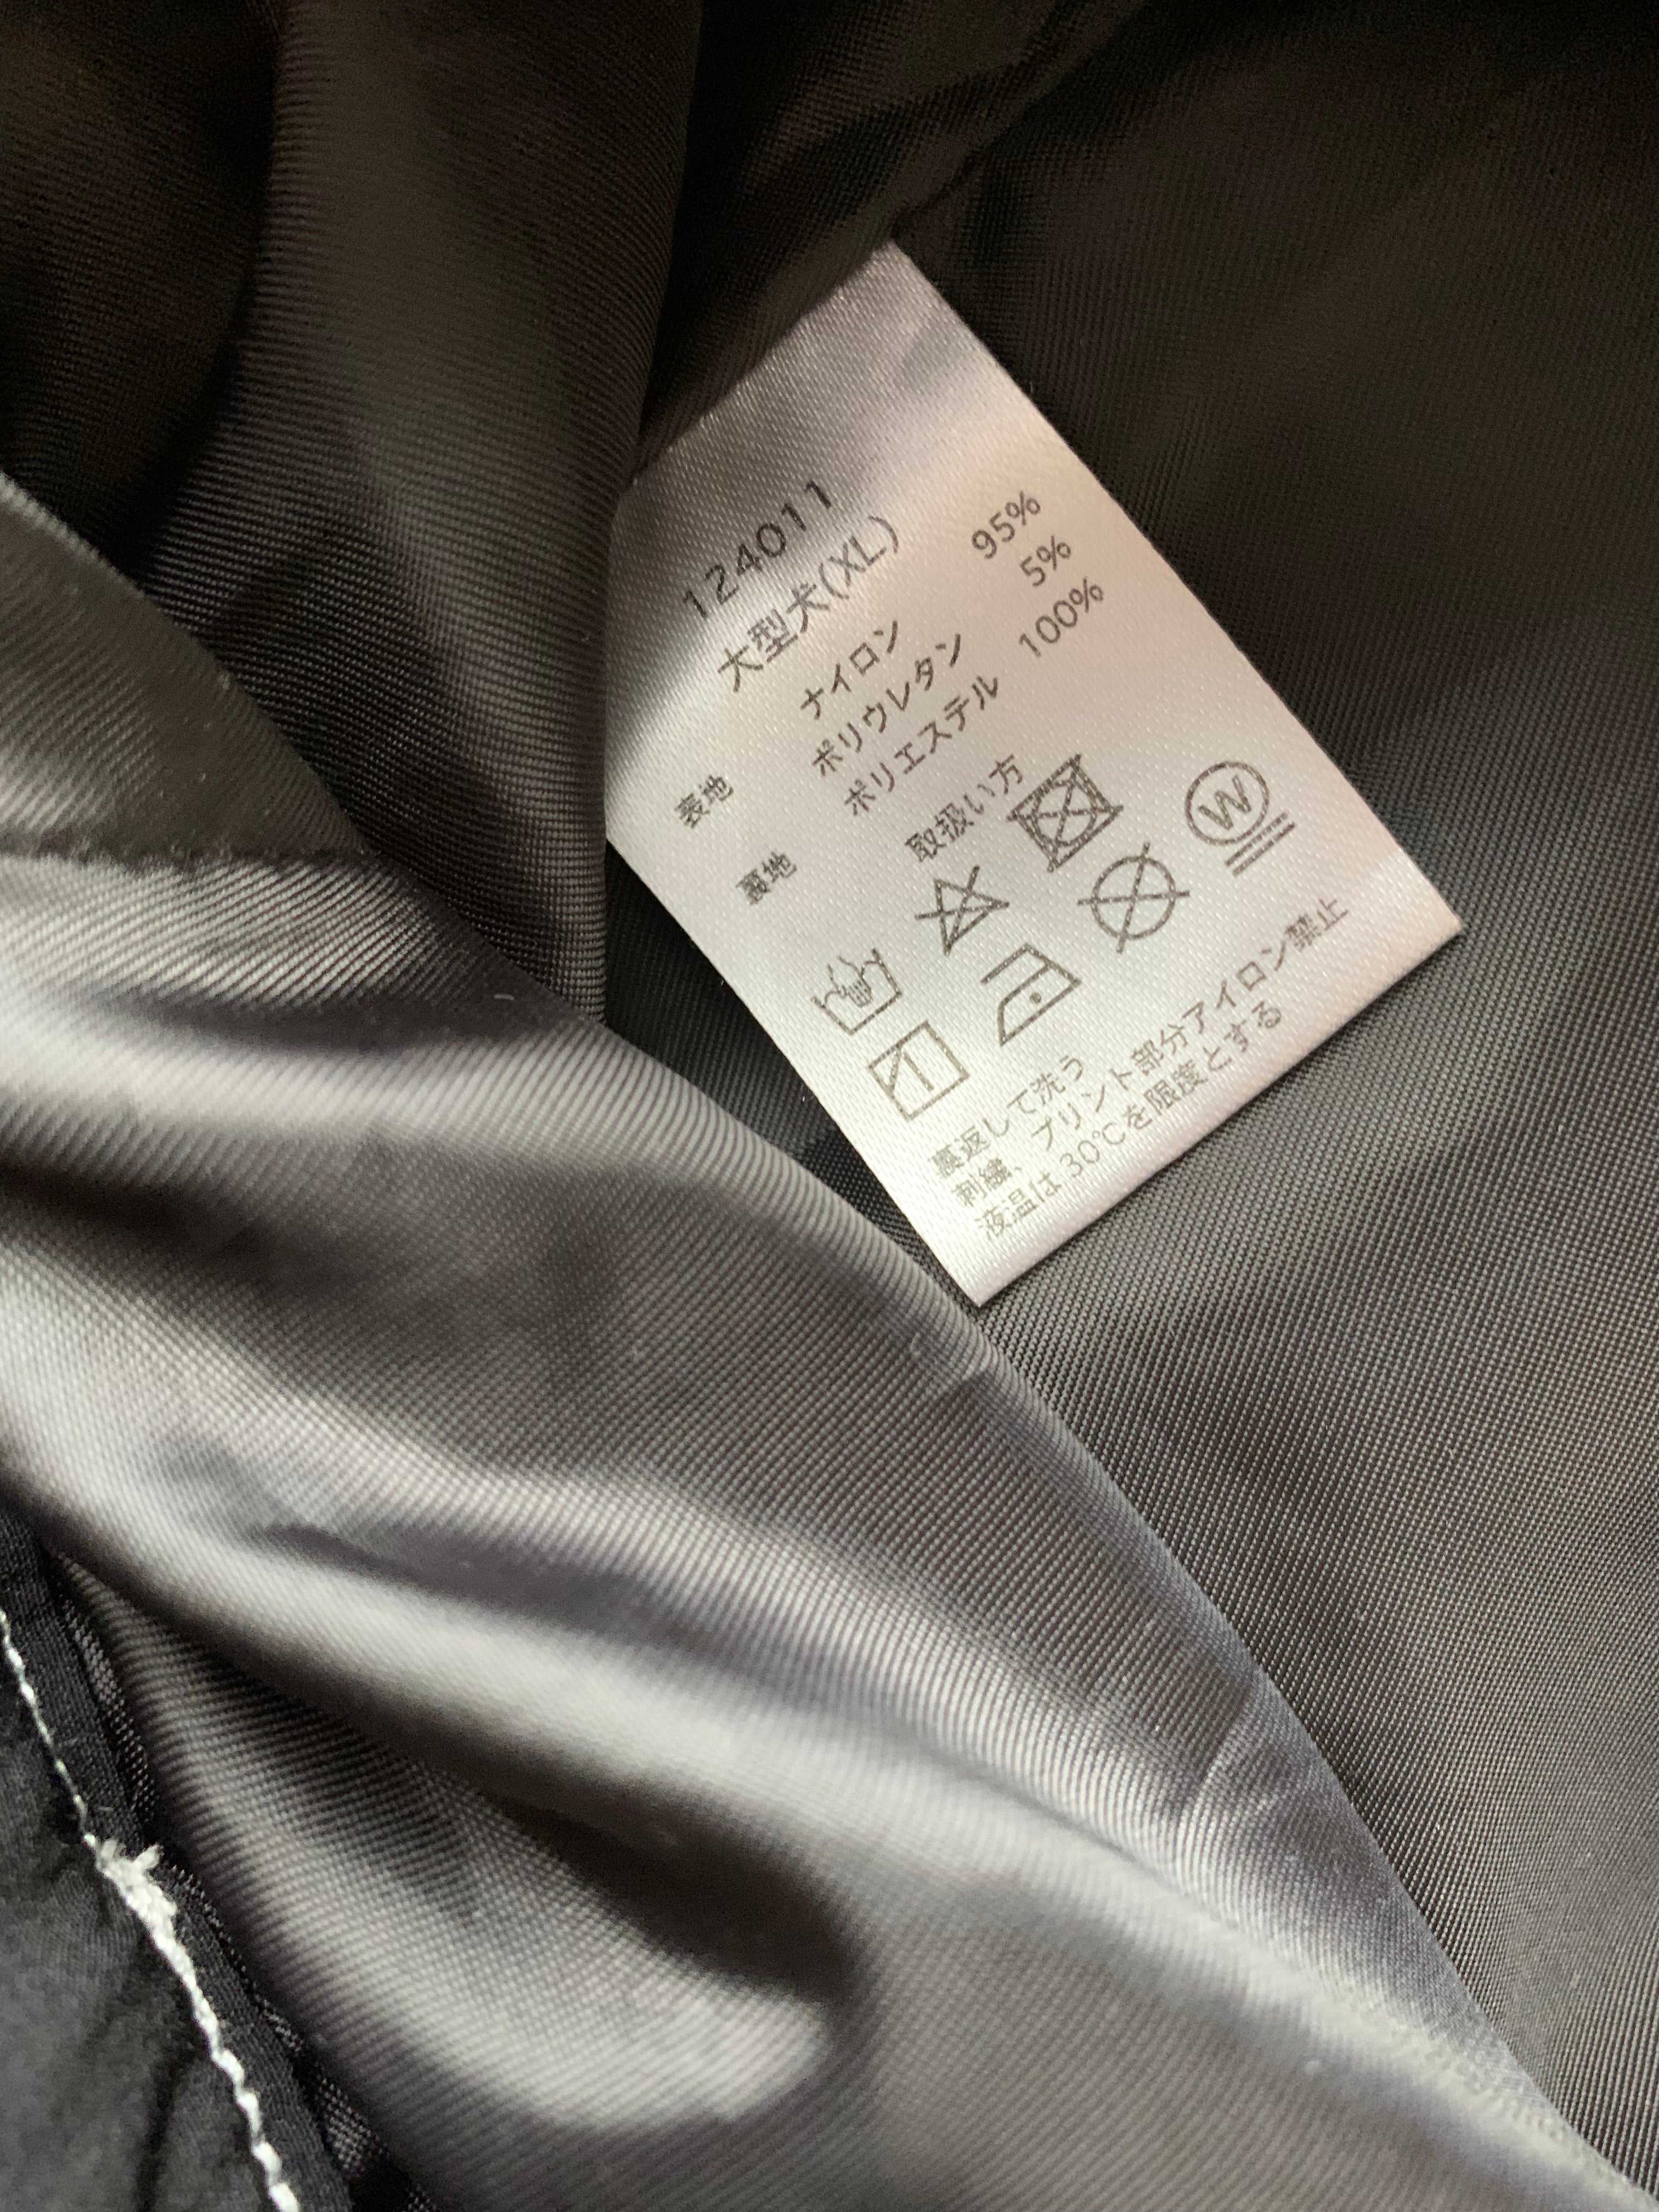 124011
大型犬(XL)
表地 ナイロン 95%
ポリウレタン 5%
裏地 ポリエステル 100%
取扱い方
W
裏返して洗う
刺繍、プリント部分アイロン禁止
液温は30℃を限度とする